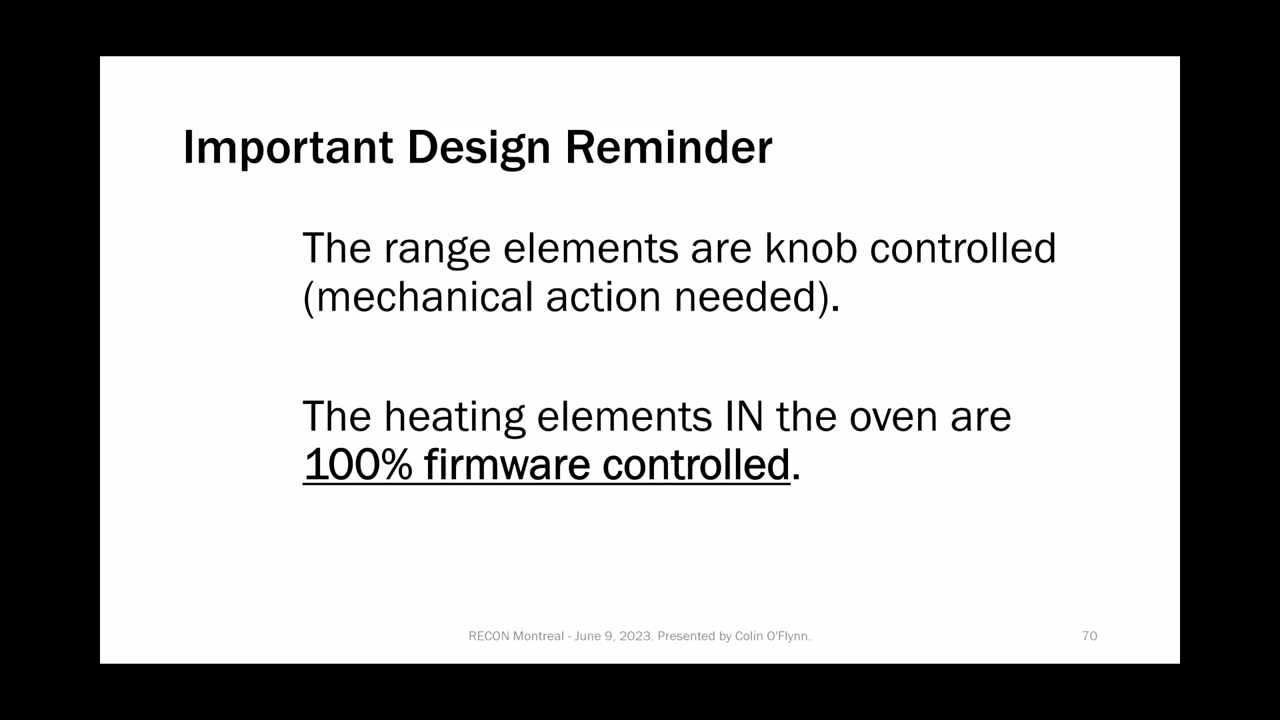 Important Design Reminder
The range elements are knob controlled
(mechanical action needed).
The heating elements IN the oven are
100% firmware controlled.
RECON Montreal - June 9, 2023. Presented by Colin O'Flynn.
70